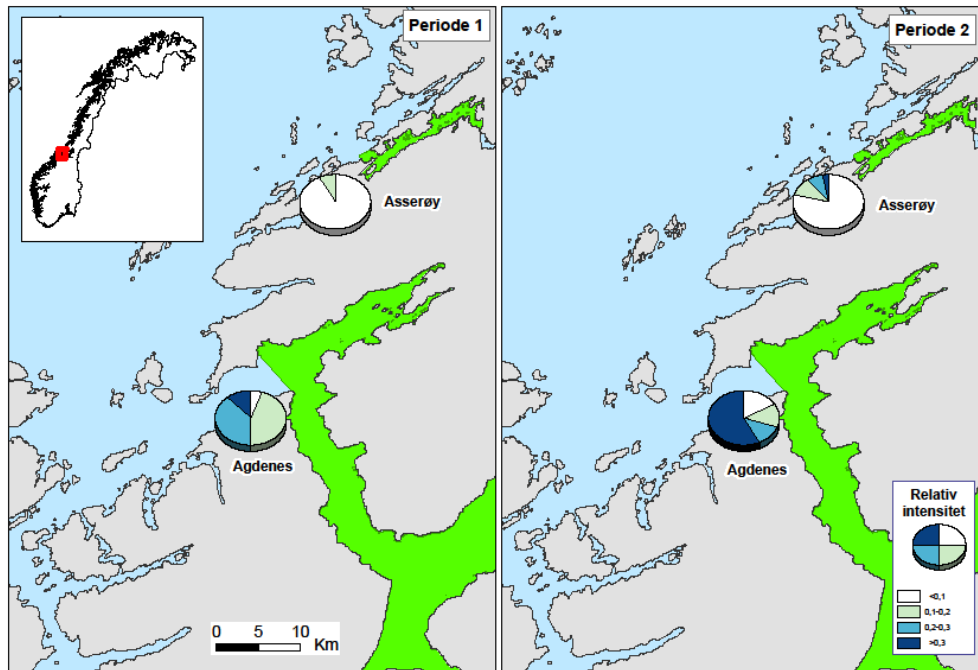 Periode 1
Asserøy
Agdenes
0 5 10
Km
Periode 2
Asserøy
Agdenes
Relativ
intensitet
<0,1
0,1-0,2
0,2-0,3
>0,3